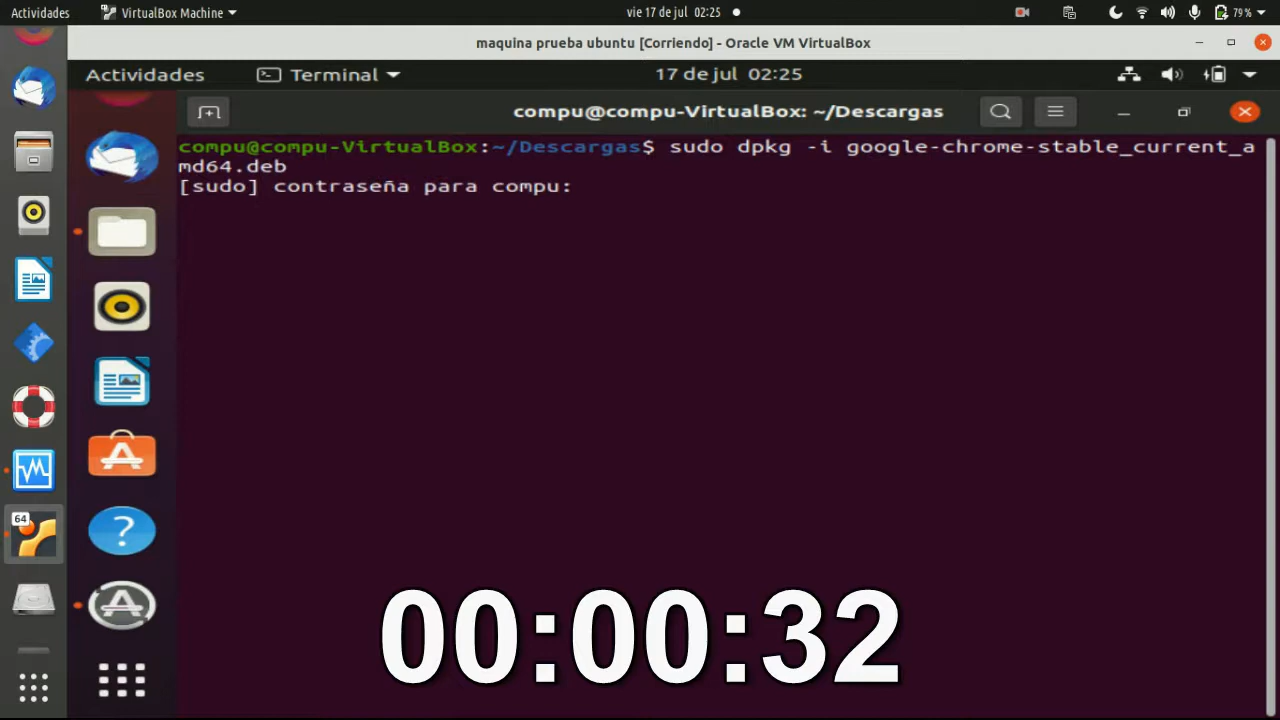 Actividades VirtualBox Machine vie 17 de jul 02:25 79%
maquina prueba ubuntu [Corriendo] - Oracle VM VirtualBox
Actividades Terminal 17 de jul 02:25
compu@compu-VirtualBox: ~/Descargas
compu@compu-VirtualBox:~/Descargas$ sudo dpkg -i google-chrome-stable_current_a
md64.deb
[sudo] contraseña para compu:
64
00:00:32